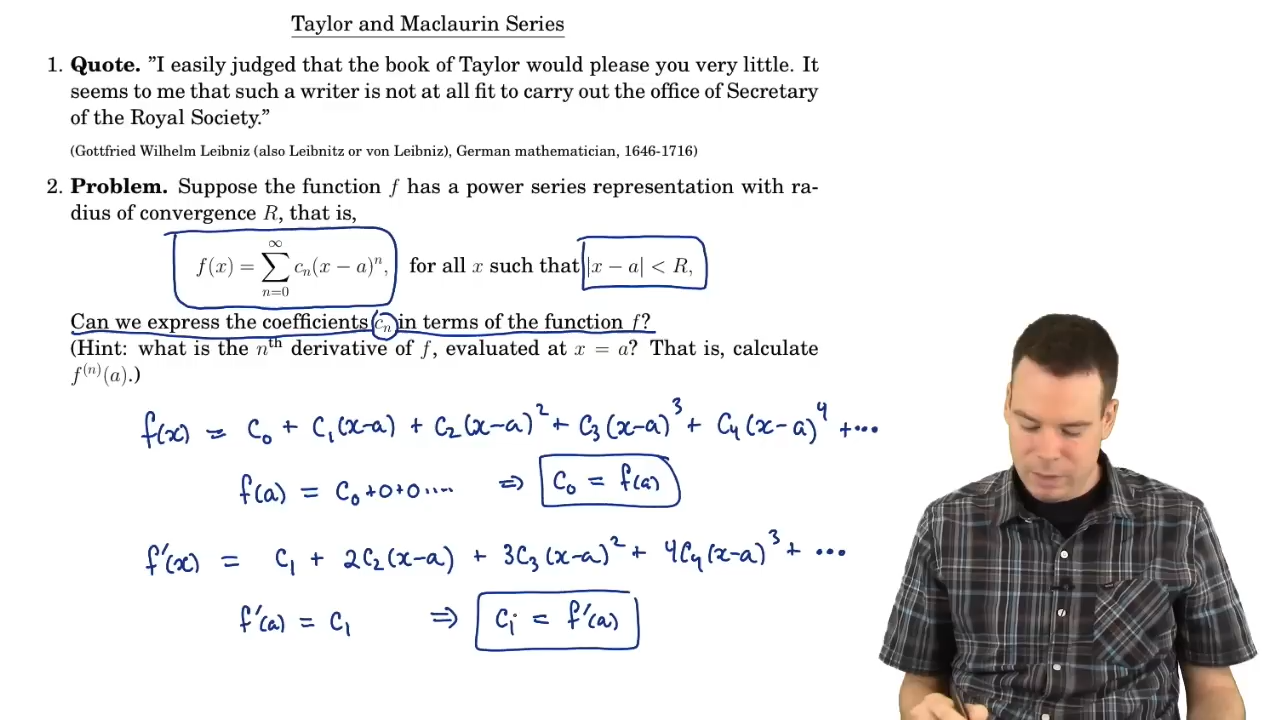 Taylor and Maclaurin Series
1. Quote. ”I easily judged that the book of Taylor would please you very little. It
seems to me that such a writer is not at all fit to carry out the office of Secretary
of the Royal Society.”
(Gottfried Wilhelm Leibniz (also Leibnitz or von Leibniz), German mathematician, 1646-1716)
2. Problem. Suppose the function f has a power series representation with ra-
dius of convergence R, that is,
f(x) = ∑_{n=0}^{∞} c_n(x − a)^n, for all x such that |x − a| < R,
Can we express the coefficients c_n in terms of the function f?
(Hint: what is the n^th derivative of f, evaluated at x = a? That is, calculate
f^(n)(a).)
f(x) = C_0 + C_1(x-a) + C_2(x-a)^2 + C_3(x-a)^3 + C_4(x-a)^4 + ...
f(a) = C_0+0+0.... ⇒ C_0 = f(a)
f'(x) = C_1 + 2C_2(x-a) + 3C_3(x-a)^2 + 4C_4(x-a)^3 + ...
f'(a) = C_1 ⇒ C_1 = f'(a)